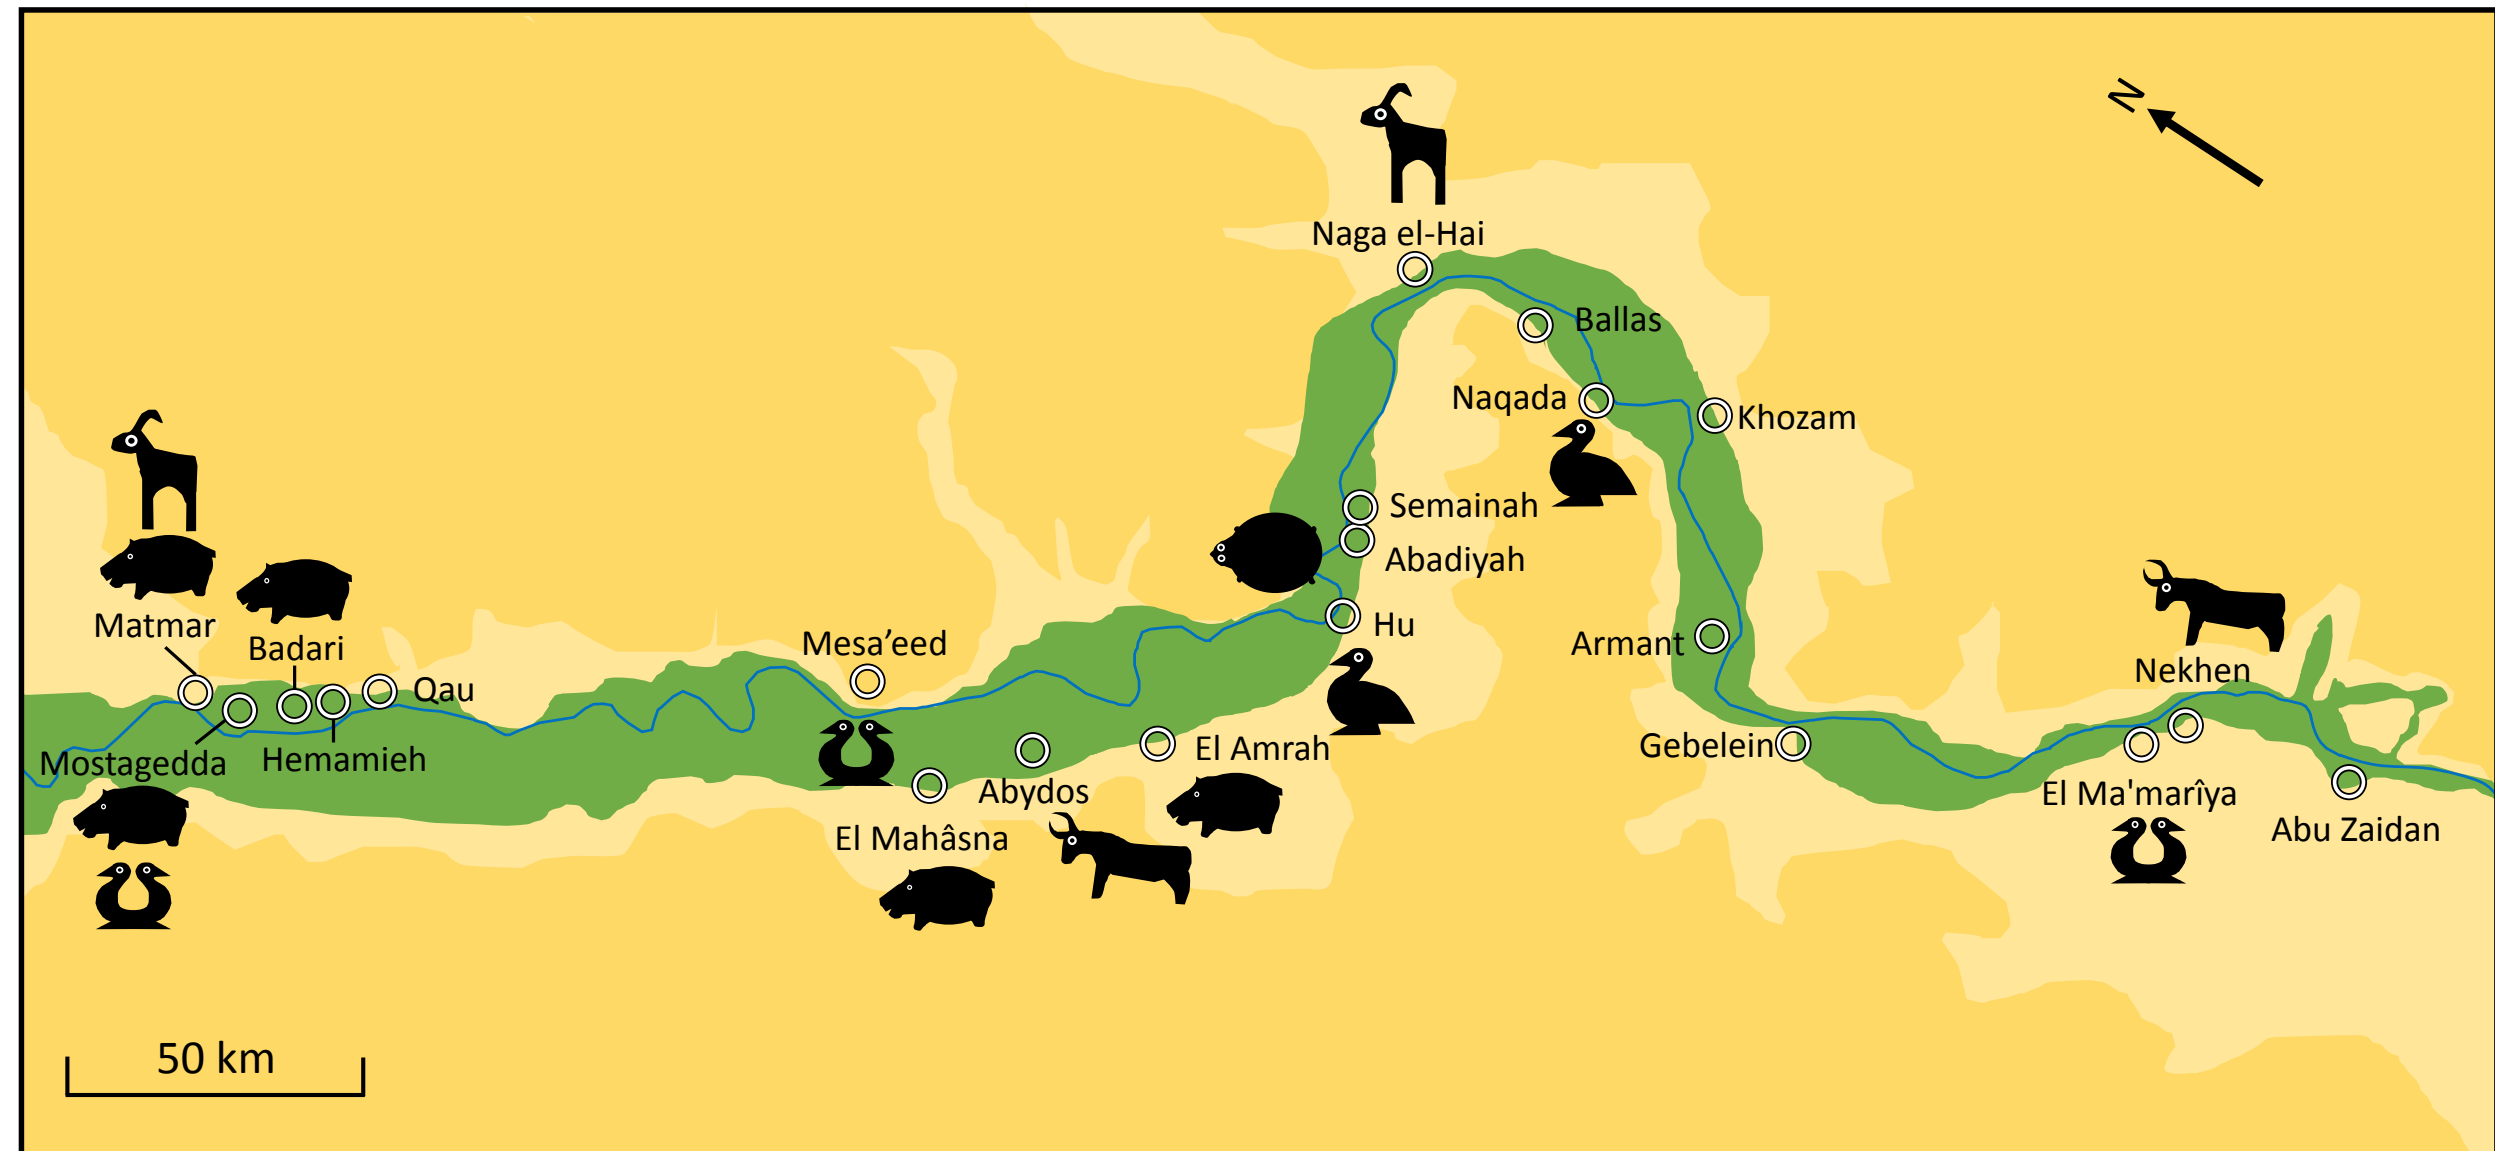 N
Naga el-Hai
Ballas
Naqada
Khozam
Semainah
Abadiyah
Matmar
Hu
Badari
Mesa’eed
Armant
Nekhen
Qau
Mostagedda
Hemamieh
El Amrah
Gebelein
Abydos
El Ma'marîya
El Mahâsna
Abu Zaidan
50 km